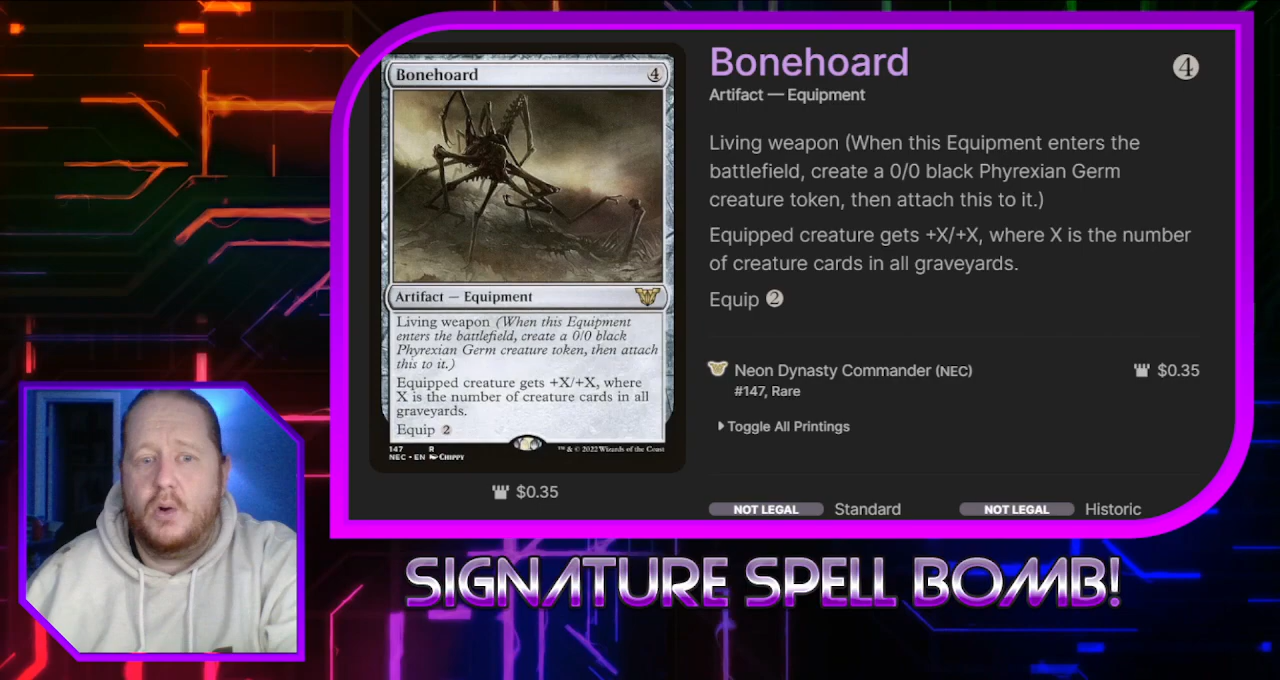 Bonehoard 4
Artifact — Equipment
Living weapon (When this Equipment
enters the battlefield, create a 0/0 black
Phyrexian Germ creature token, then attach
this to it.)
Equipped creature gets +X/+X, where
X is the number of creature cards in all
graveyards.
Equip 2
147 R
NEC • EN CHIPPY
™ & © 2022 Wizards of the Coast
$0.35
Bonehoard 4
Artifact — Equipment
Living weapon (When this Equipment enters the
battlefield, create a 0/0 black Phyrexian Germ
creature token, then attach this to it.)
Equipped creature gets +X/+X, where X is the number
of creature cards in all graveyards.
Equip 2
Neon Dynasty Commander (NEC) $0.35
#147, Rare
Toggle All Printings
NOT LEGAL Standard NOT LEGAL Historic
SIGNATURE SPELL BOMB!